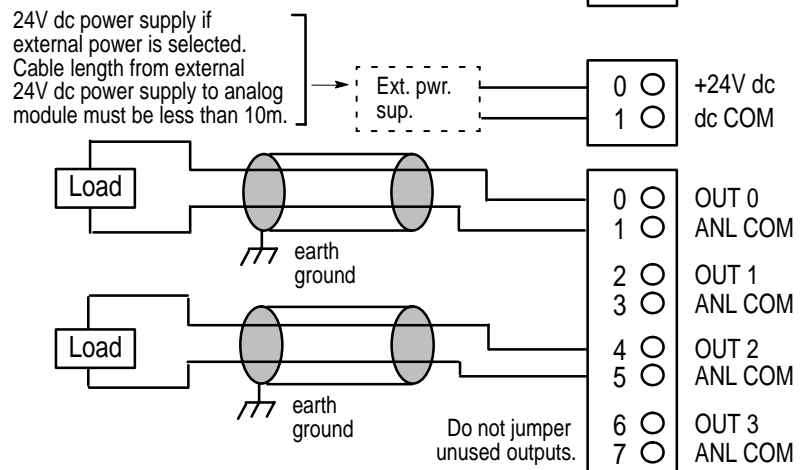 24V dc power supply if
external power is selected.
Cable length from external
24V dc power supply to analog
module must be less than 10m.
Ext. pwr.
sup.
0 +24V dc
1 dc COM
Load
0 OUT 0
1 ANL COM
earth
ground
2 OUT 1
3 ANL COM
Load
4 OUT 2
5 ANL COM
earth
ground
Do not jumper
unused outputs.
6 OUT 3
7 ANL COM